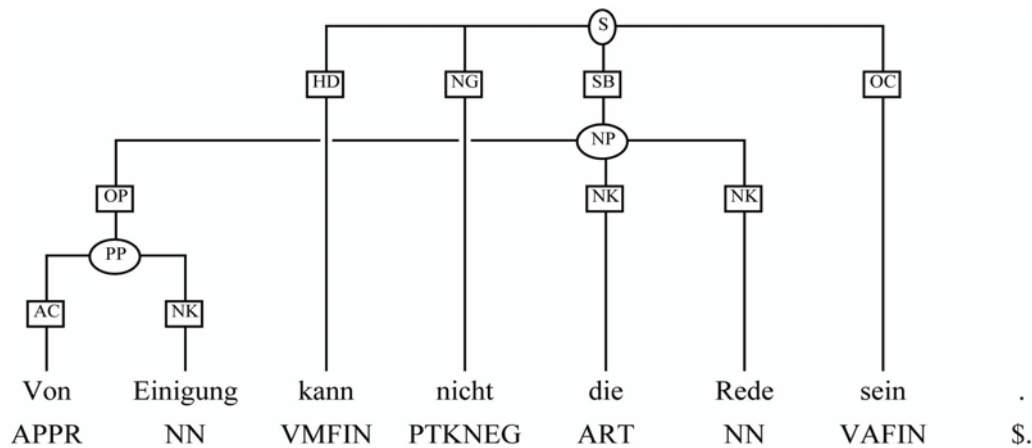 S
HD NG SB OC
NP
OP NK NK
PP
AC NK
Von Einigung kann nicht die Rede sein .
APPR NN VMFIN PTKNEG ART NN VAFIN $.